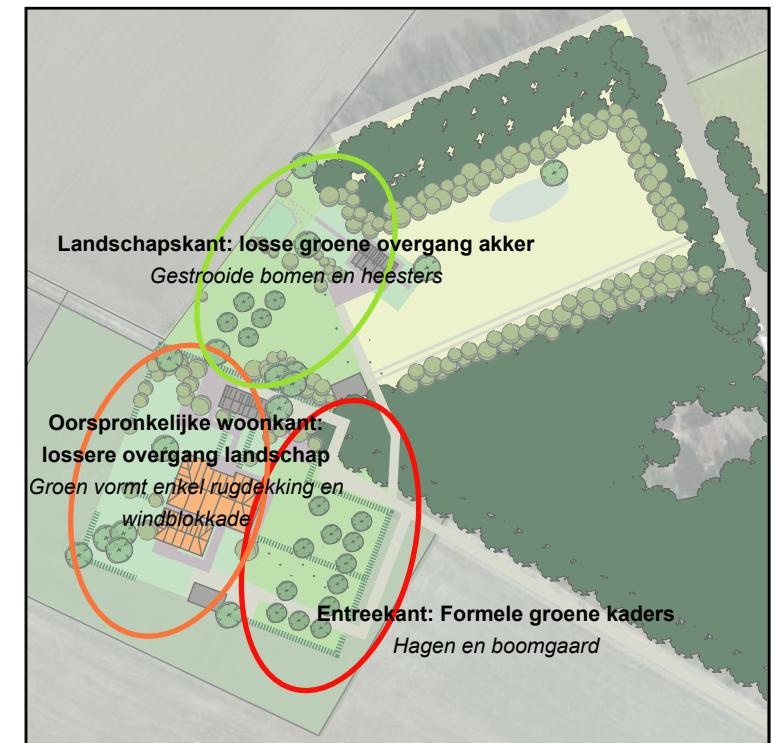 Landschapskant: losse groene overgang akker
Gestrooide bomen en heesters
Oorspronkelijke woonkant:
lossere overgang landschap
Groen vormt enkel rugdekking en
windblokkade
Entreekant: Formele groene kaders
Hagen en boomgaard